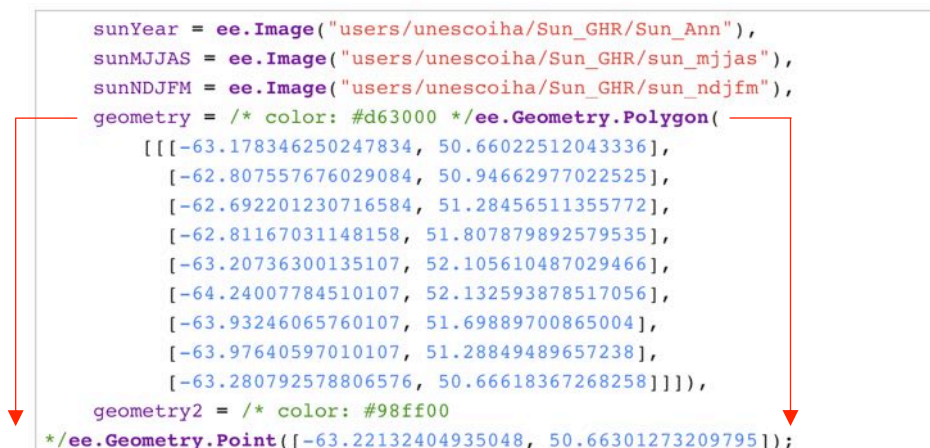 sunYear = ee.Image("users/unescoiha/Sun_GHR/Sun_Ann"),
sunMJJAS = ee.Image("users/unescoiha/Sun_GHR/sun_mjjas"),
sunNDJFM = ee.Image("users/unescoiha/Sun_GHR/sun_ndjfm"),
geometry = /* color: #d63000 */ee.Geometry.Polygon(
[[[-63.178346250247834, 50.66022512043336],
[-62.807557676029084, 50.94662977022525],
[-62.692201230716584, 51.28456511355772],
[-62.81167031148158, 51.807879892579535],
[-63.20736300135107, 52.105610487029466],
[-64.24007784510107, 52.132593878517056],
[-63.93246065760107, 51.69889700865004],
[-63.97640597010107, 51.28849489657238],
[-63.280792578806576, 50.66618367268258]]]),
geometry2 = /* color: #98ff00
*/ee.Geometry.Point([-63.22132404935048, 50.66301273209795]);